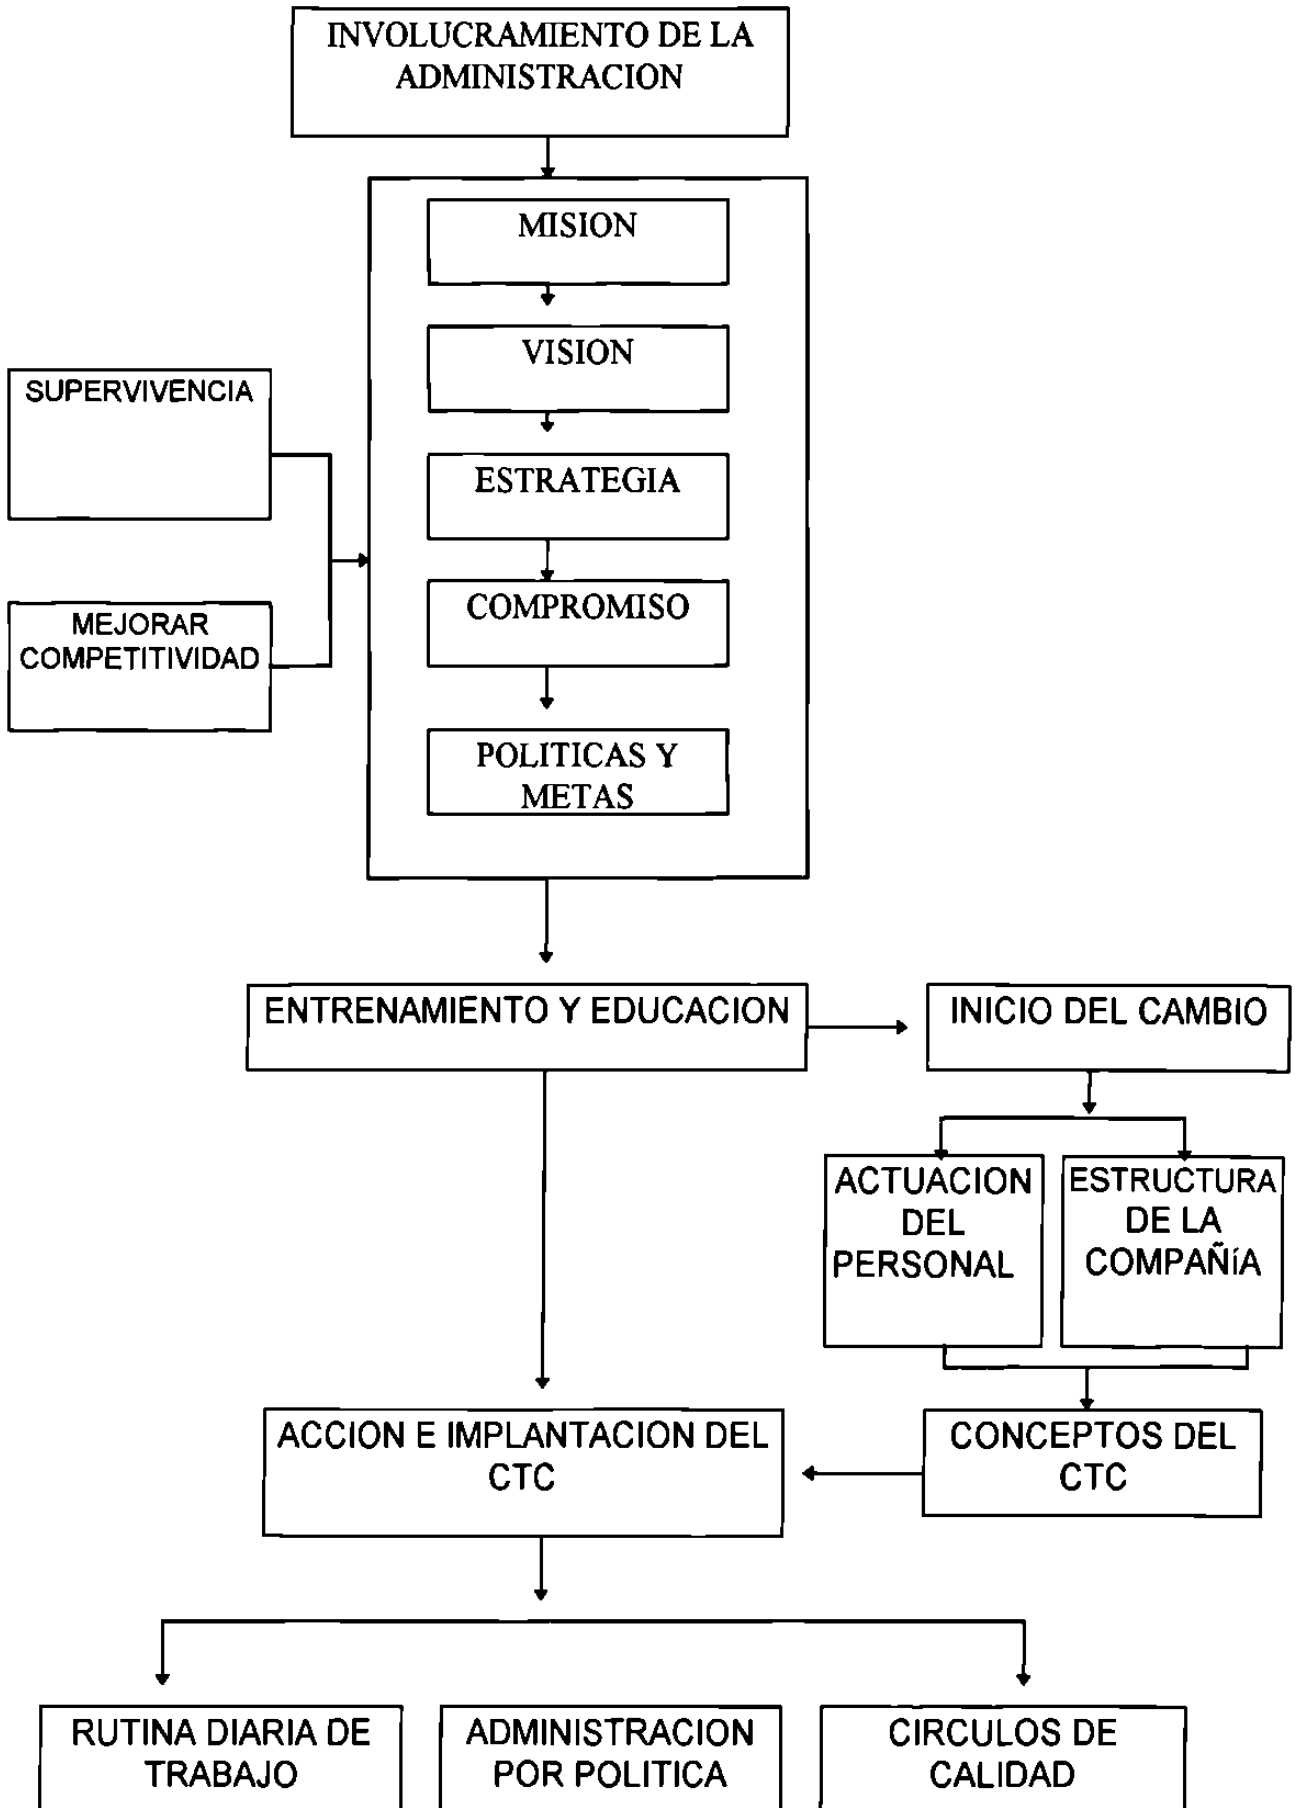 INVOLUCRAMIENTO DE LA
ADMINISTRACION
MISION
VISION
ESTRATEGIA
COMPROMISO
POLITICAS Y
METAS
SUPERVIVENCIA
MEJORAR
COMPETITIVIDAD
ENTRENAMIENTO Y EDUCACION
INICIO DEL CAMBIO
ACTUACION
DEL
PERSONAL
ESTRUCTURA
DE LA
COMPAÑíA
ACCION E IMPLANTACION DEL
CTC
CONCEPTOS DEL
CTC
RUTINA DIARIA DE
TRABAJO
ADMINISTRACION
POR POLITICA
CIRCULOS DE
CALIDAD